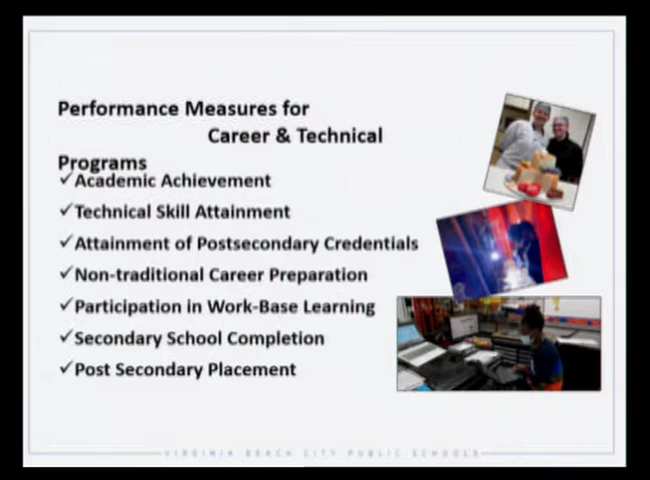 Performance Measures for
Career & Technical
Programs
✓Academic Achievement
✓Technical Skill Attainment
✓Attainment of Postsecondary Credentials
✓Non-traditional Career Preparation
✓Participation in Work-Base Learning
✓Secondary School Completion
✓Post Secondary Placement
VIRGINIA BEACH CITY PUBLIC SCHOOLS